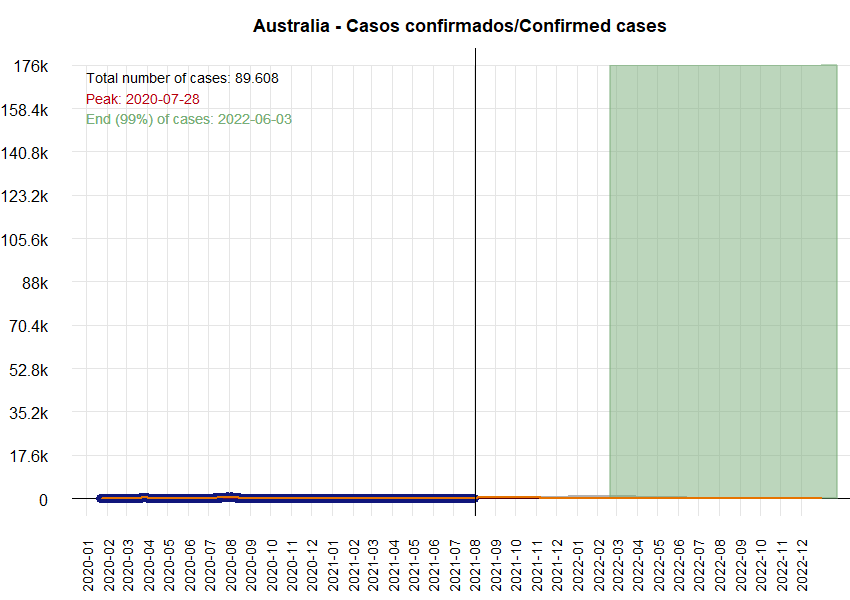 Australia - Casos confirmados/Confirmed cases
176k
158.4k
140.8k
123.2k
105.6k
88k
70.4k
52.8k
35.2k
17.6k
0
Total number of cases: 89.608
Peak: 2020-07-28
End (99%) of cases: 2022-06-03
2020-01
2020-02
2020-03
2020-04
2020-05
2020-06
2020-07
2020-08
2020-09
2020-10
2020-11
2020-12
2021-01
2021-02
2021-03
2021-04
2021-05
2021-06
2021-07
2021-08
2021-09
2021-10
2021-11
2021-12
2022-01
2022-02
2022-03
2022-04
2022-05
2022-06
2022-07
2022-08
2022-09
2022-10
2022-11
2022-12